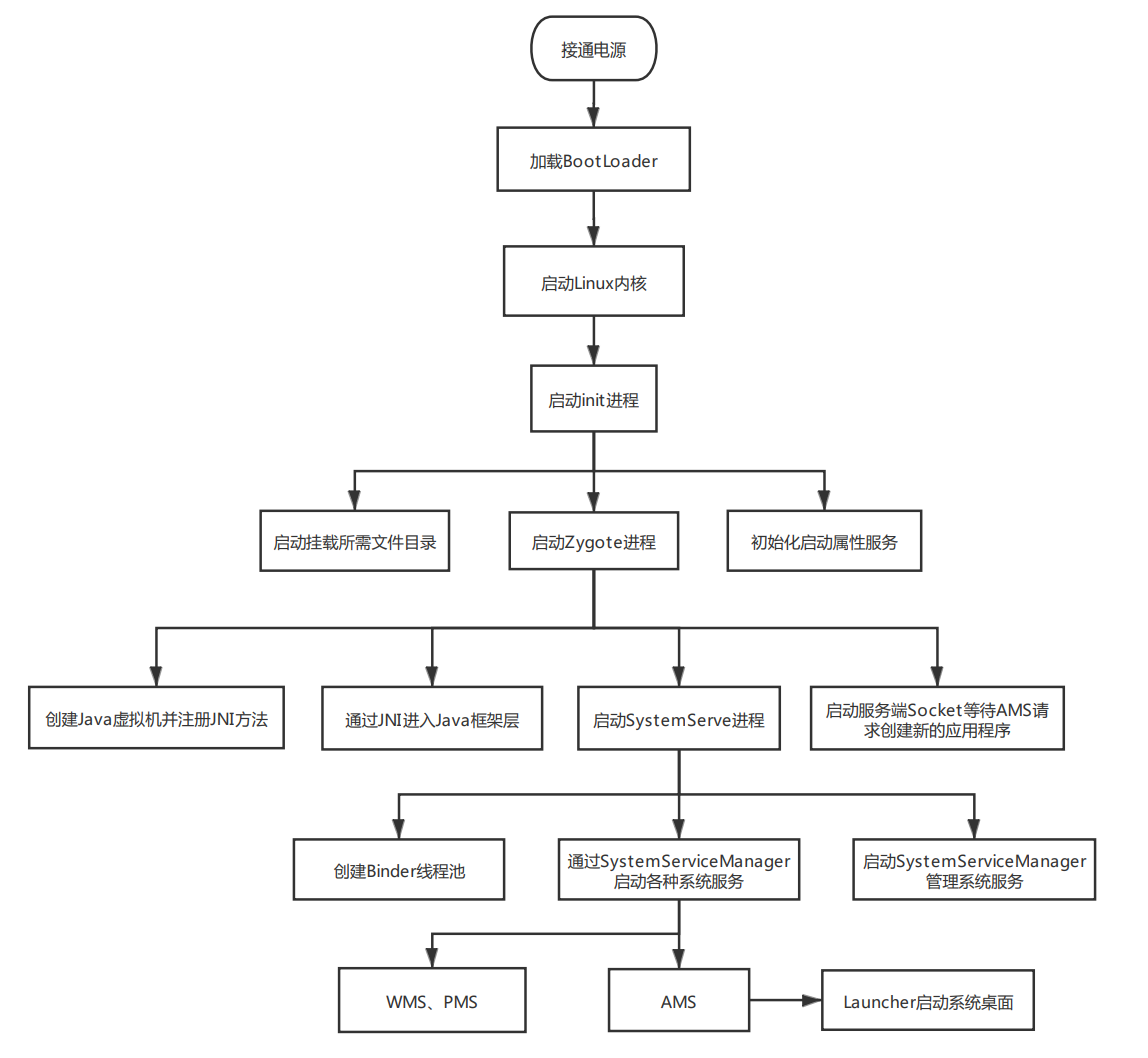 接通电源
加载BootLoader
启动Linux内核
启动init进程
启动挂载所需文件目录
启动Zygote进程
初始化启动属性服务
创建Java虚拟机并注册JNI方法
通过JNI进入Java框架层
启动SystemServe进程
启动服务端Socket等待AMS请
求创建新的应用程序
创建Binder线程池
通过SystemServiceManager
启动各种系统服务
启动SystemServiceManager
管理系统服务
WMS、PMS
AMS
Launcher启动系统桌面